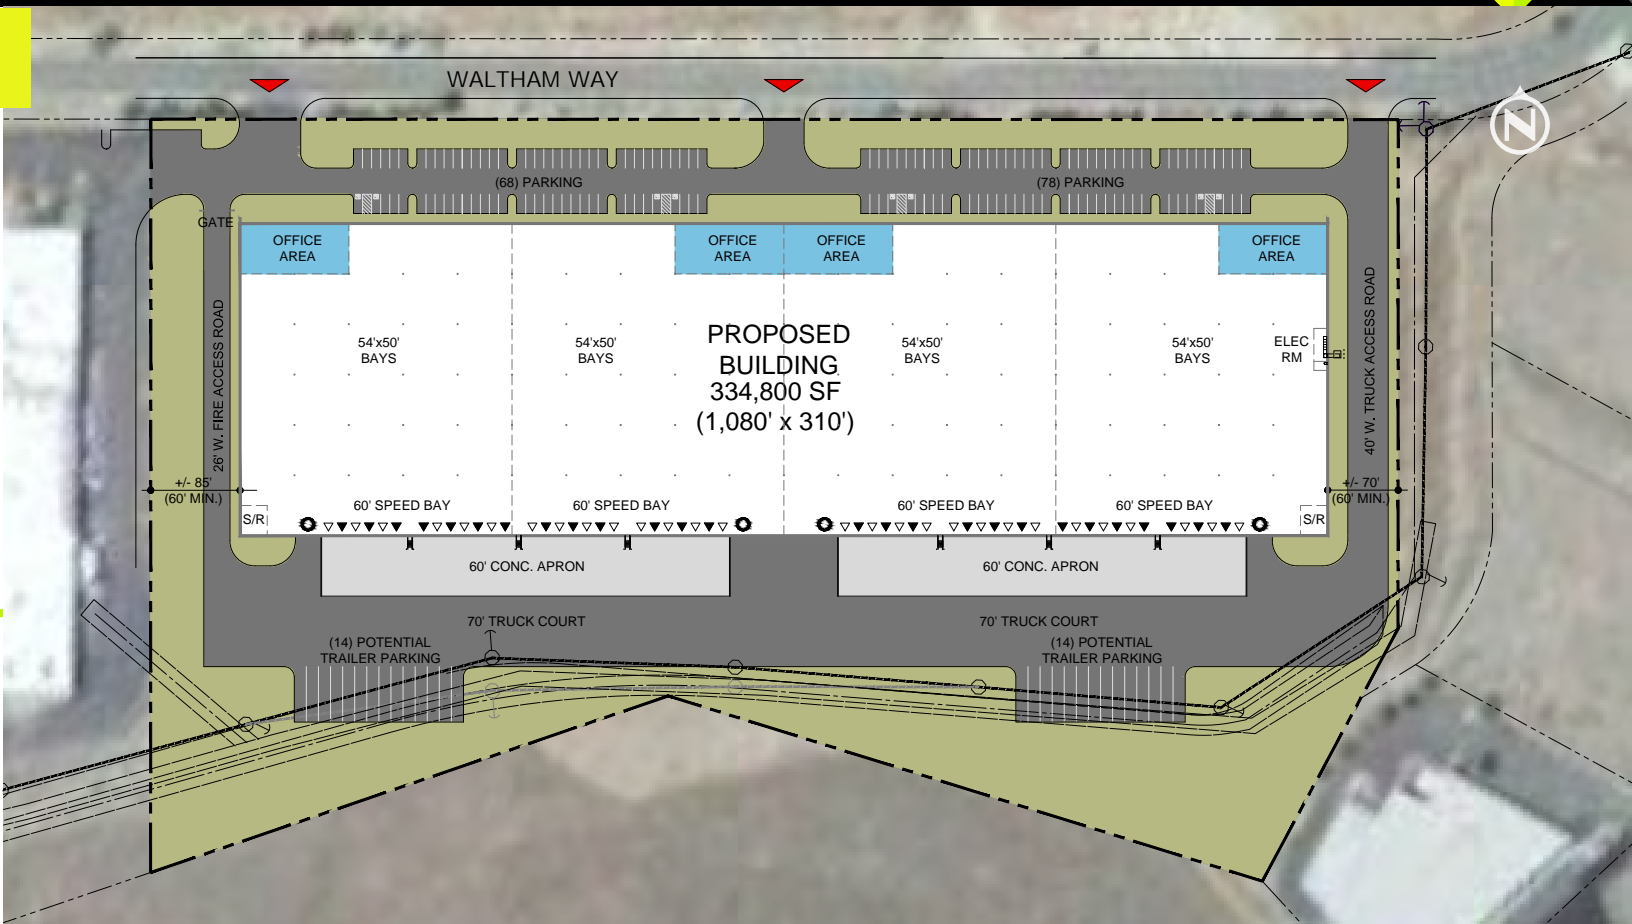 WALTHAM WAY
N
(68) PARKING
(78) PARKING
GATE
OFFICE
AREA
OFFICE
AREA
OFFICE
AREA
OFFICE
AREA
26' W. FIRE ACCESS ROAD
54'x50'
BAYS
54'x50'
BAYS
PROPOSED
BUILDING
334,800 SF
(1,080' x 310')
54'x50'
BAYS
54'x50'
BAYS
ELEC
RM
40' W. TRUCK ACCESS ROAD
+/- 85'
(60' MIN.)
+/- 70'
(60' MIN.)
S/R
60' SPEED BAY
60' SPEED BAY
60' SPEED BAY
60' SPEED BAY
S/R
60' CONC. APRON
60' CONC. APRON
70' TRUCK COURT
70' TRUCK COURT
(14) POTENTIAL
TRAILER PARKING
(14) POTENTIAL
TRAILER PARKING